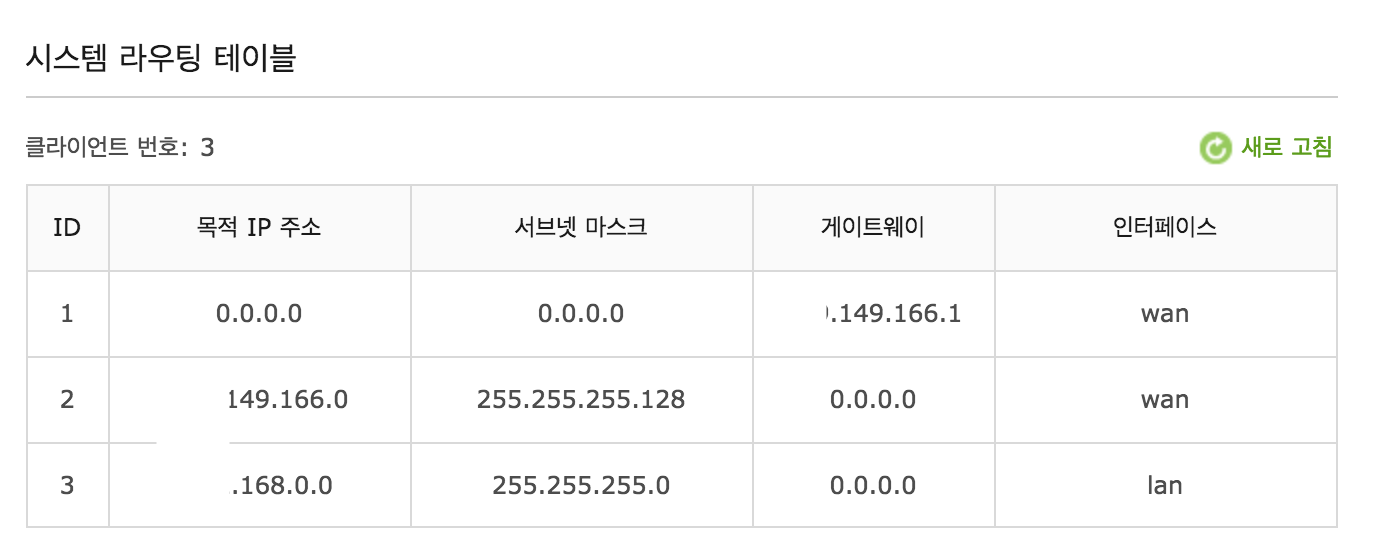 시스템 라우팅 테이블
클라이언트 번호: 3 새로 고침
ID 목적 IP 주소 서브넷 마스크 게이트웨이 인터페이스
1 0.0.0.0 0.0.0.0 .149.166.1 wan
2 149.166.0 255.255.255.128 0.0.0.0 wan
3 .168.0.0 255.255.255.0 0.0.0.0 lan